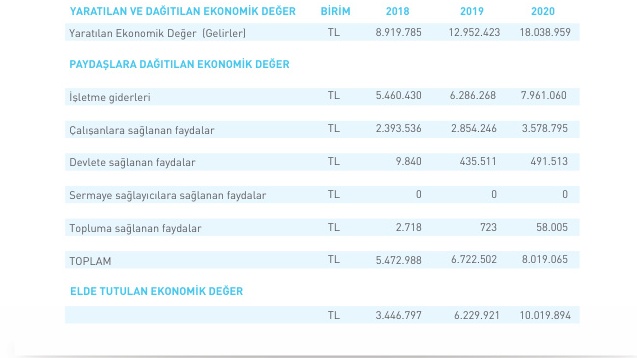 YARATILAN VE DAĞITILAN EKONOMİK DEĞER BİRİM 2018 2019 2020
Yaratılan Ekonomik Değer (Gelirler) TL 8.919.785 12.952.423 18.038.959
PAYDAŞLARA DAĞITILAN EKONOMİK DEĞER
İşletme giderleri TL 5.460.430 6.286.268 7.961.060
Çalışanlara sağlanan faydalar TL 2.393.536 2.854.246 3.578.795
Devlete sağlanan faydalar TL 9.840 435.511 491.513
Sermaye sağlayıcılara sağlanan faydalar TL 0 0 0
Topluma sağlanan faydalar TL 2.718 723 58.005
TOPLAM TL 5.472.988 6.722.502 8.019.065
ELDE TUTULAN EKONOMİK DEĞER
TL 3.446.797 6.229.921 10.019.894